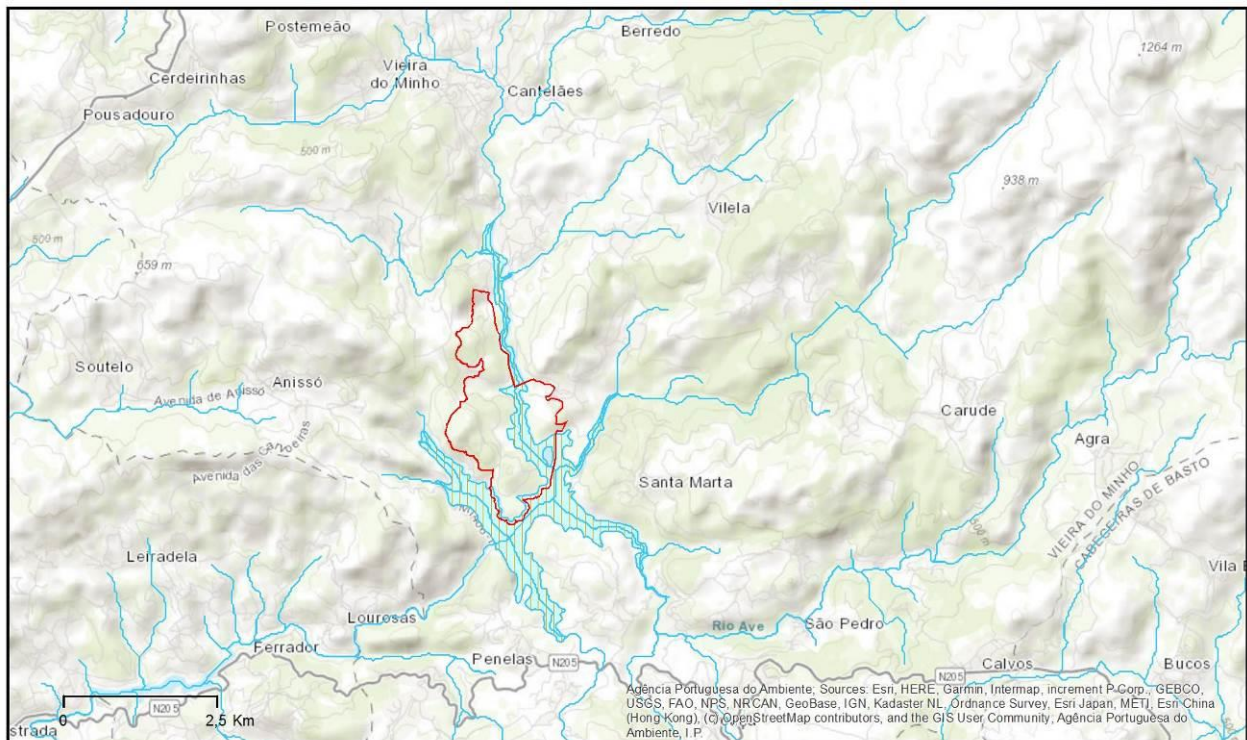 Postemeão
Berredo
1264 m
Cerdeirinhas
Vieira
do Minho
Cantelães
Pousadouro
500 m
938 m
Vilela
500 m
659 m
Soutelo
Anissó
Avenida de Anissó
Carude
Agra
Avenida das
Santa Marta
VIEIRA DO MINHO
CABECEIRAS DE BASTO
500 m
Leiradela
Vila
Lourosas
Rio Ave
São Pedro
Ferrador
Penelas
N205
Calvos
Bucos
N205
0
2,5 Km
N205
strada
Agência Portuguesa do Ambiente; Sources: Esri, HERE, Garmin, Intermap, increment P Corp., GEBCO,
USGS, FAO, NPS, NRCAN, GeoBase, IGN, Kadaster NL, Ordnance Survey, Esri Japan, METI, Esri China
(Hong Kong), (c) OpenStreetMap contributors, and the GIS User Community; Agência Portuguesa do
Ambiente, I.P.